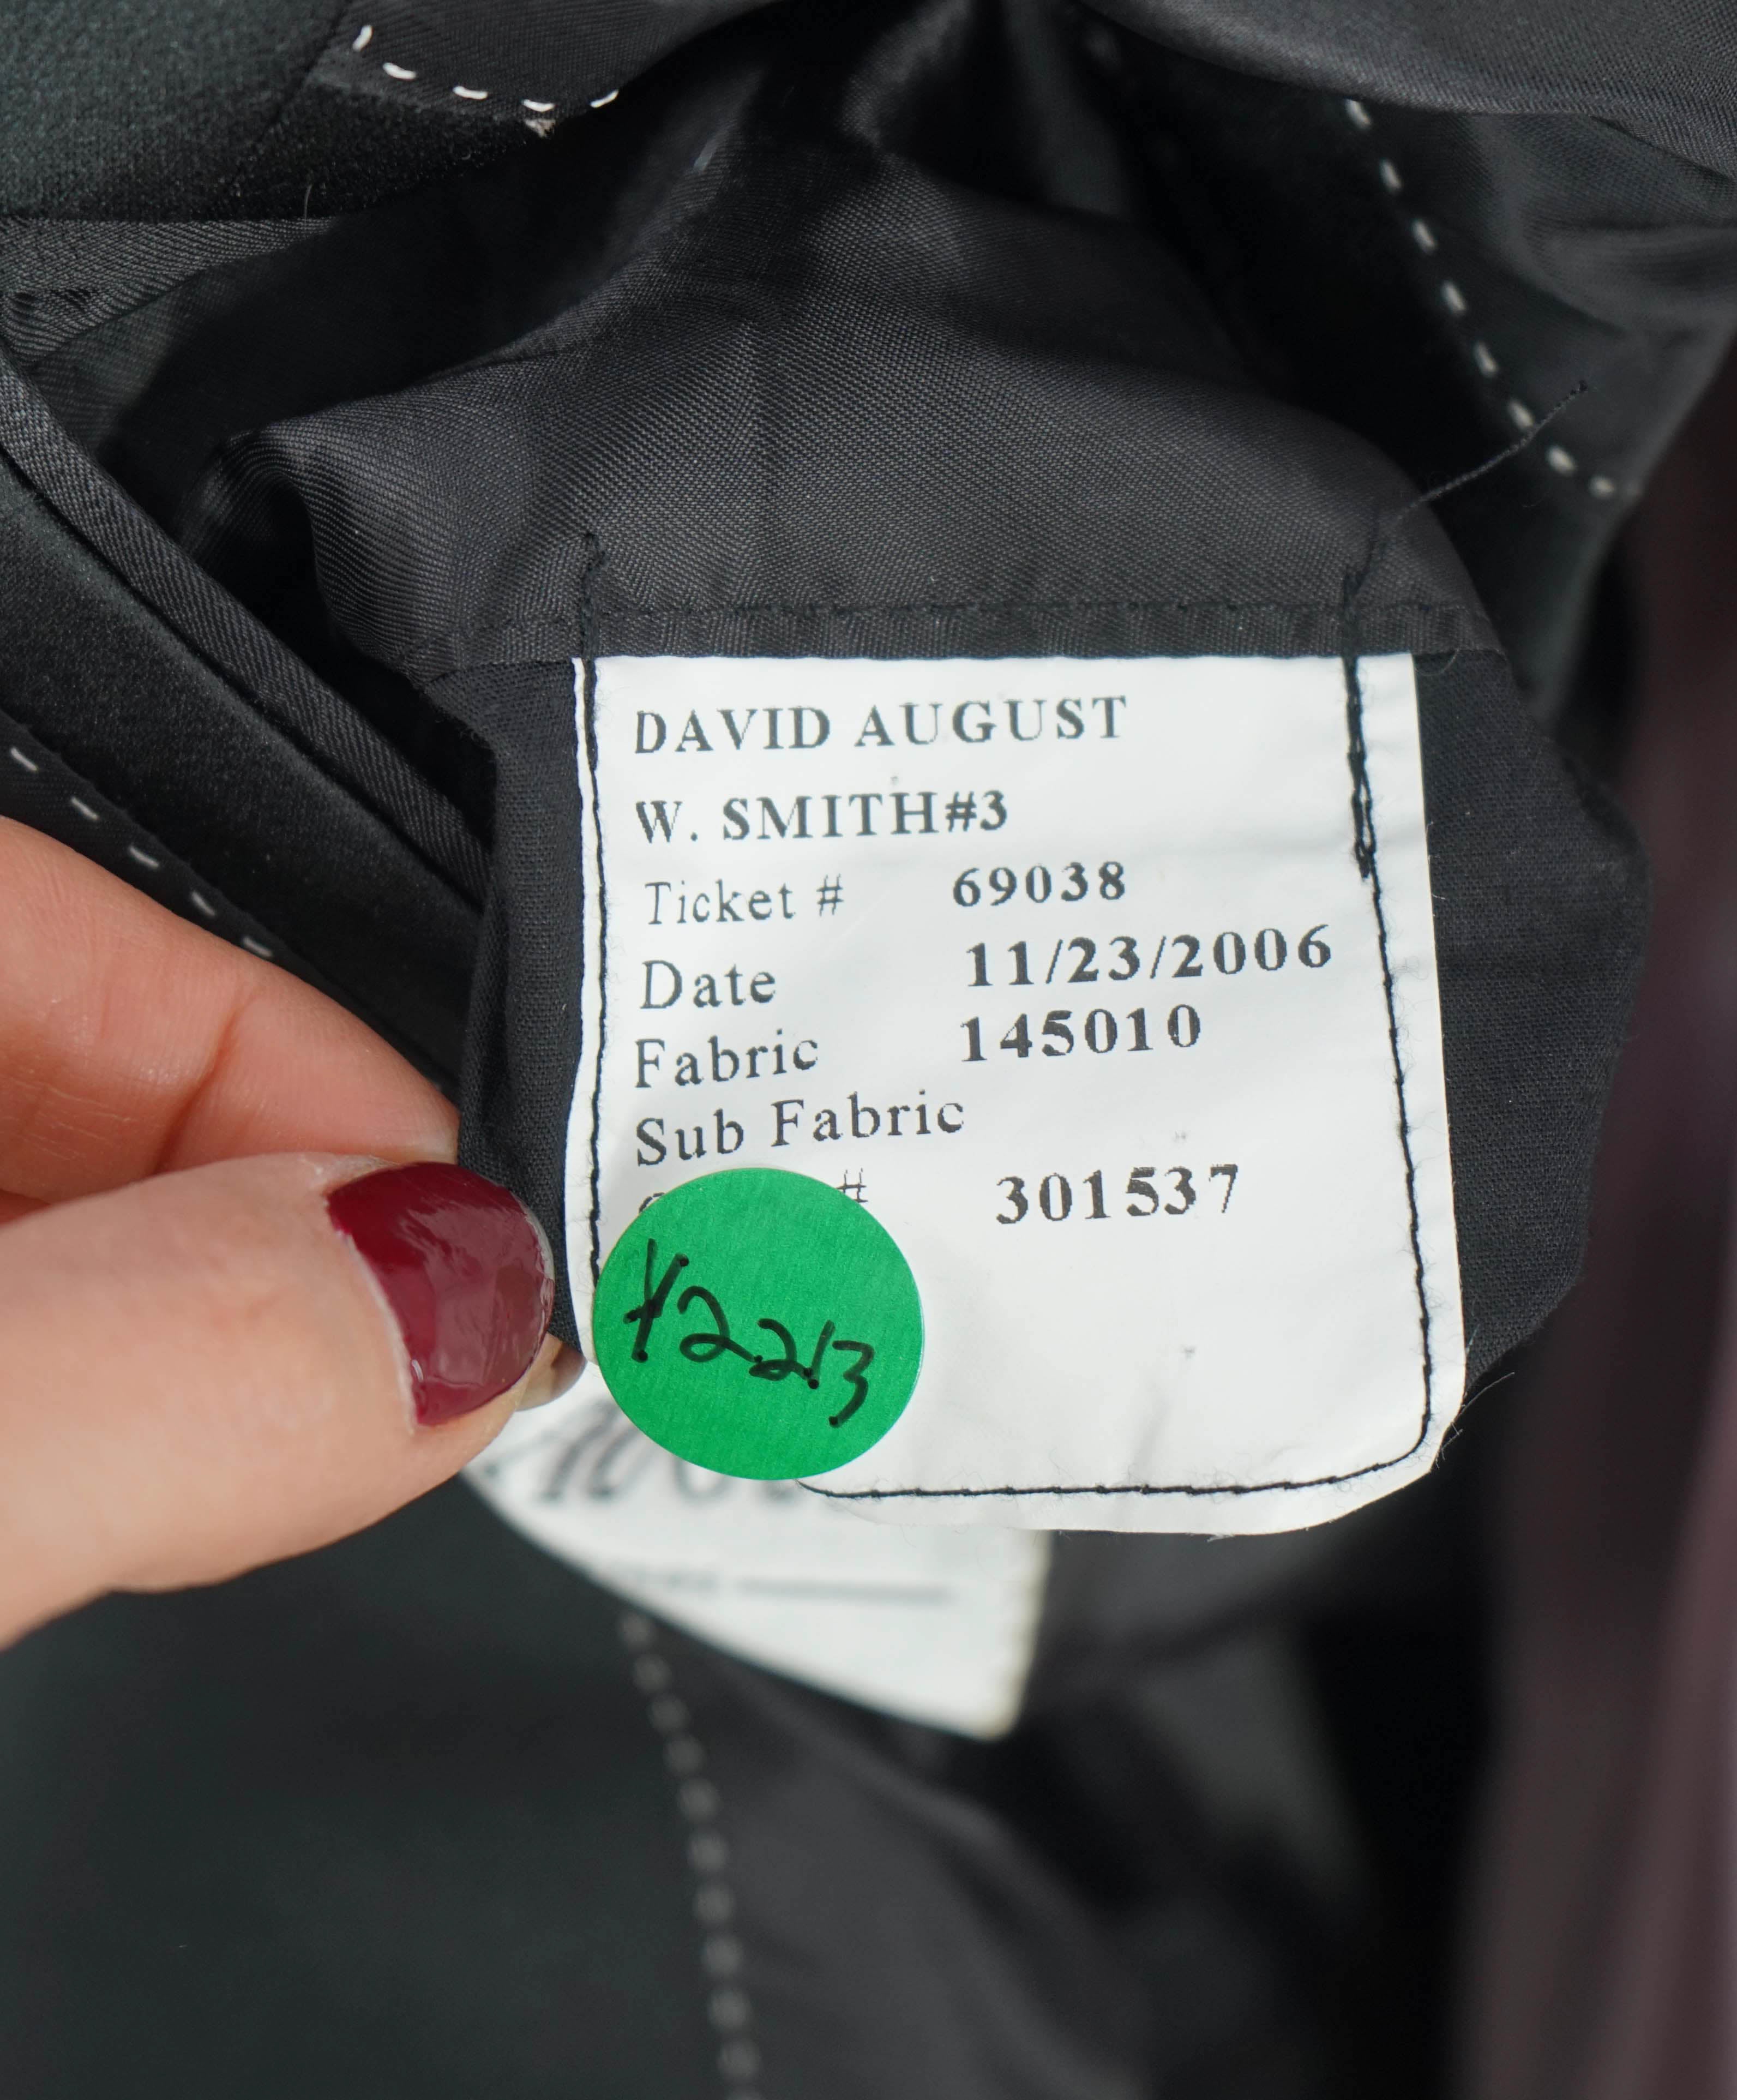 DAVID AUGUST
W. SMITH#3
Ticket # 69038
Date 11/23/2006
Fabric 145010
Sub Fabric
# 301537